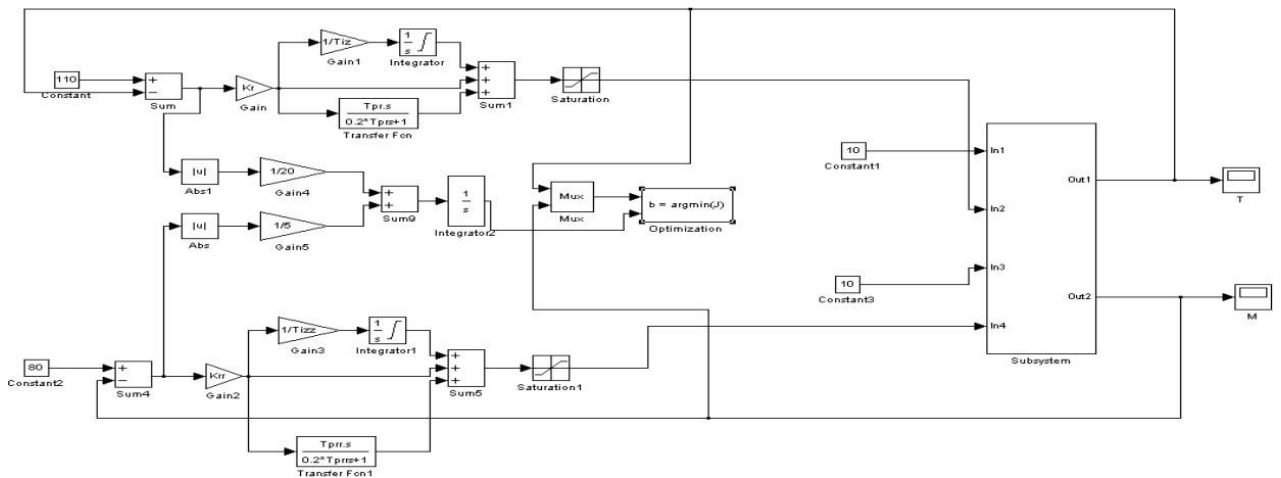 1/Tiz
Gain1
1
s
Integrator
110
Constant
+
−
Sum
Kr
Gain
Tpr.s
0.2*Tprs+1
Transfer Fcn
+
+
+
Sum1
Saturation
|u|
Abs1
1/20
Gain4
|u|
Abs
1/5
Gain5
+
+
Sum9
1
s
Integrator2
Mux
Mux
b = argmin(J)
Optimization
10
Constant1
10
Constant3
In1
In2
In3
In4
Out1
Out2
Subsystem
T
M
80
Constant2
+
−
Sum4
Krr
Gain2
1/Tizz
Gain3
1
s
Integrator1
Tprr.s
0.2*Tprrs+1
Transfer Fcn1
+
+
+
Sum5
Saturation1